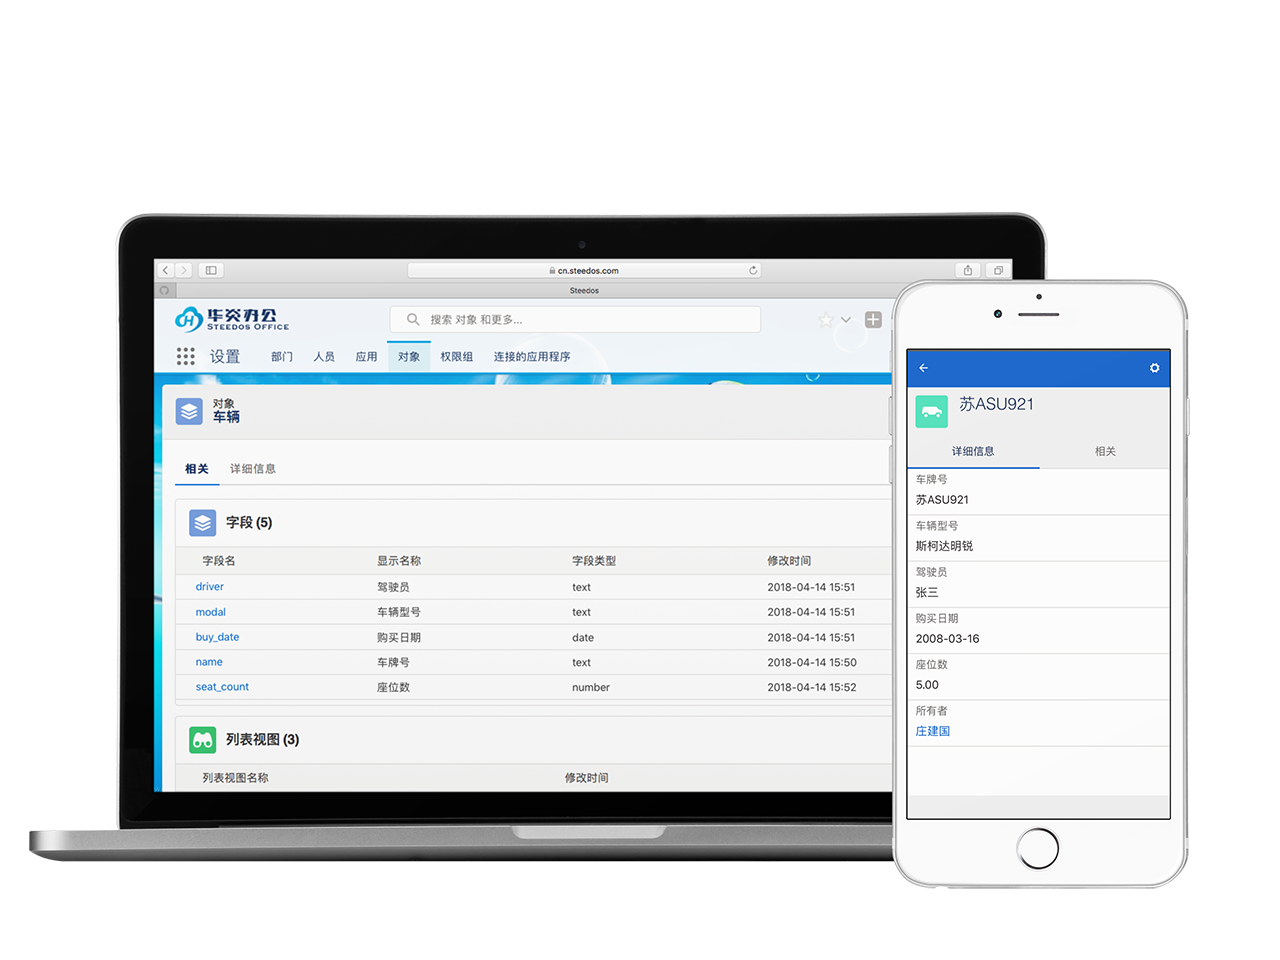 cn.steedos.com
Steedos
华炎办公
STEEDOS OFFICE
搜索 对象 和更多...
设置 部门 人员 应用 对象 权限组 连接的应用程序
对象
车辆
相关 详细信息
字段 (5)
字段名 显示名称 字段类型 修改时间
driver 驾驶员 text 2018-04-14 15:51
modal 车辆型号 text 2018-04-14 15:51
buy_date 购买日期 date 2018-04-14 15:51
name 车牌号 text 2018-04-14 15:50
seat_count 座位数 number 2018-04-14 15:52
列表视图 (3)
列表视图名称 修改时间
苏ASU921
详细信息 相关
车牌号
苏ASU921
车辆型号
斯柯达明锐
驾驶员
张三
购买日期
2008-03-16
座位数
5.00
所有者
庄建国